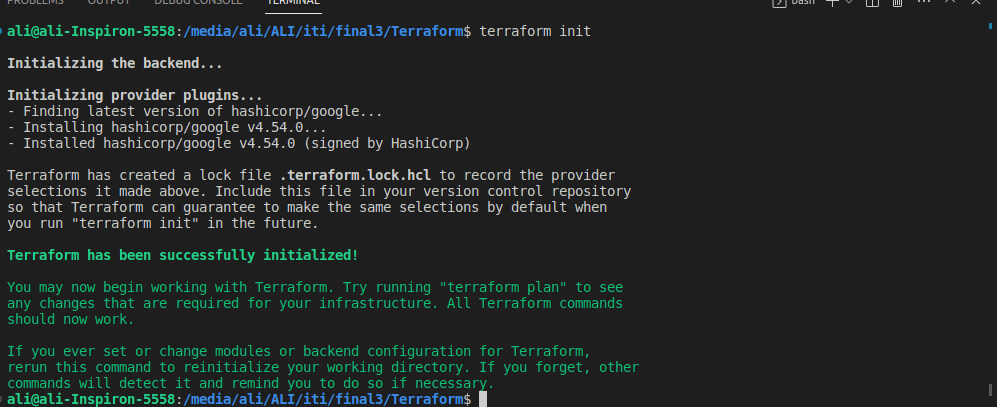 PROBLEMS OUTPUT DEBUG CONSOLE TERMINAL bash
ali@ali-Inspiron-5558:/media/ali/ALI/iti/final3/Terraform$ terraform init
Initializing the backend...
Initializing provider plugins...
- Finding latest version of hashicorp/google...
- Installing hashicorp/google v4.54.0...
- Installed hashicorp/google v4.54.0 (signed by HashiCorp)
Terraform has created a lock file .terraform.lock.hcl to record the provider
selections it made above. Include this file in your version control repository
so that Terraform can guarantee to make the same selections by default when
you run "terraform init" in the future.
Terraform has been successfully initialized!
You may now begin working with Terraform. Try running "terraform plan" to see
any changes that are required for your infrastructure. All Terraform commands
should now work.
If you ever set or change modules or backend configuration for Terraform,
rerun this command to reinitialize your working directory. If you forget, other
commands will detect it and remind you to do so if necessary.
ali@ali-Inspiron-5558:/media/ali/ALI/iti/final3/Terraform$